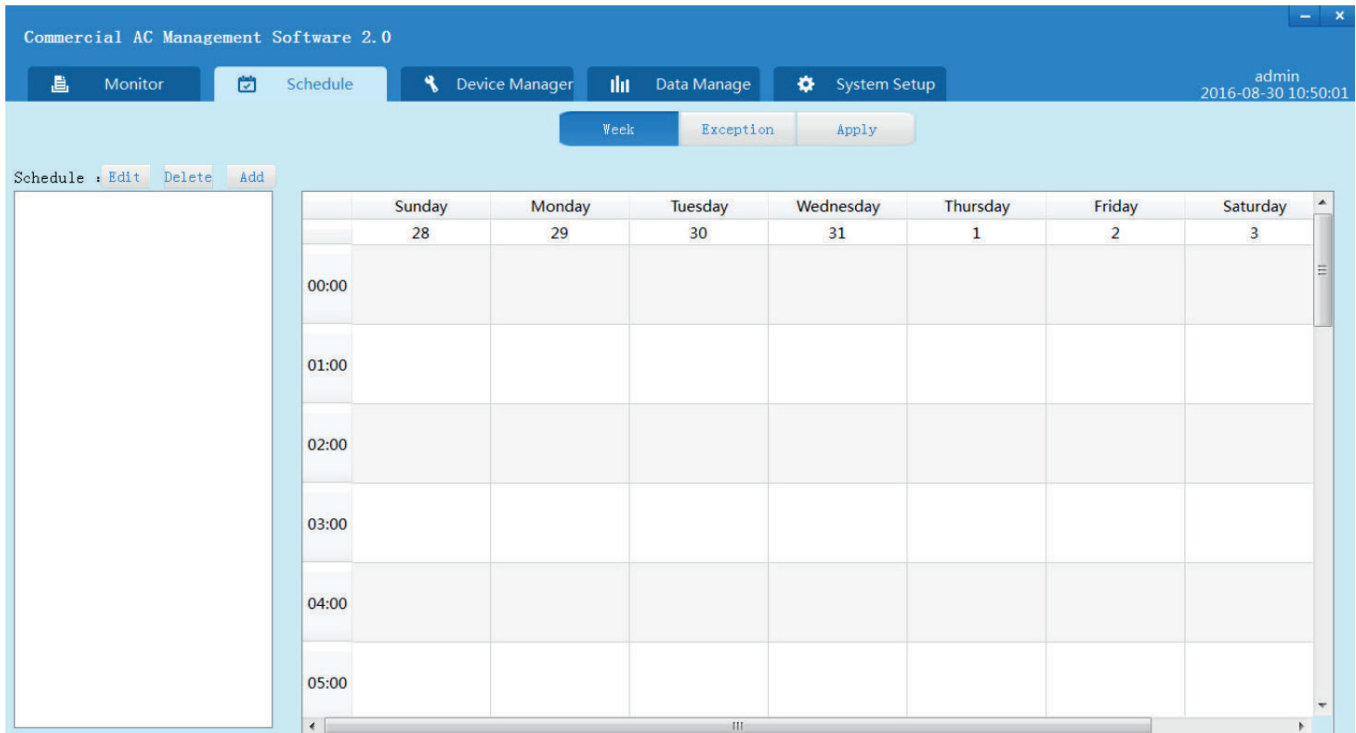 Commercial AC Management Software 2.0
Monitor Schedule Device Manager Data Manage System Setup
admin
2016-08-30 10:50:01
Week Exception Apply
Schedule : Edit Delete Add
Sunday Monday Tuesday Wednesday Thursday Friday Saturday
28 29 30 31 1 2 3
00:00
01:00
02:00
03:00
04:00
05:00